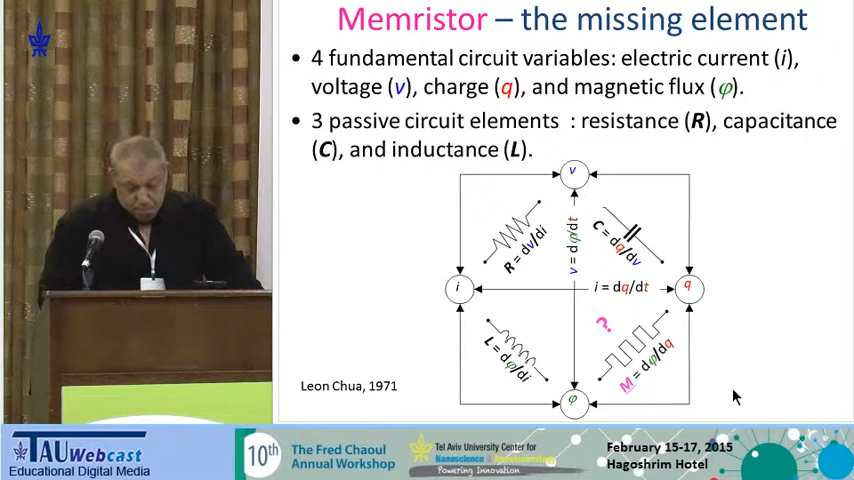 Memristor – the missing element
• 4 fundamental circuit variables: electric current (i),
voltage (v), charge (q), and magnetic flux (φ).
• 3 passive circuit elements : resistance (R), capacitance
(C), and inductance (L).
v
R = dv/di
v = dφ/dt
C = dq/dv
i
i = dq/dt
q
?
L = dφ/di
M = dφ/dq
φ
Leon Chua, 1971
TAU Webcast
Educational Digital Media
10th
The Fred Chaoul
Annual Workshop
Tel Aviv University Center for
Nanoscience & Nanotechnology
Powering Innovation
February 15-17, 2015
Hagoshrim Hotel